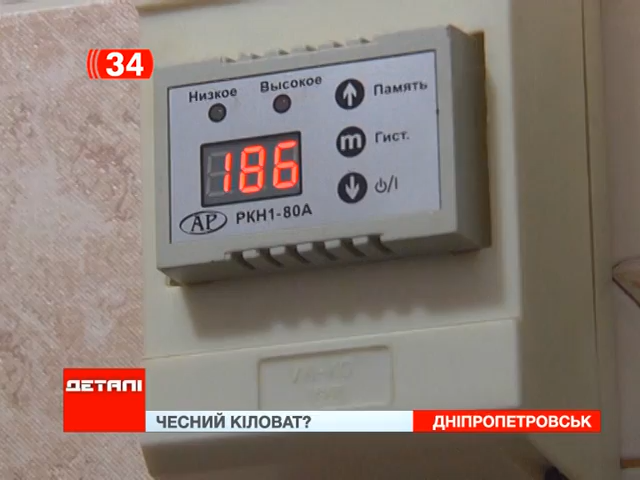 34
Низкое
Высокое
Память
Гист.
m
186
⏻/I
AP
РКН1-80А
ДЕТАЛІ
ЧЕСНИЙ КІЛОВАТ?
ДНІПРОПЕТРОВСЬК